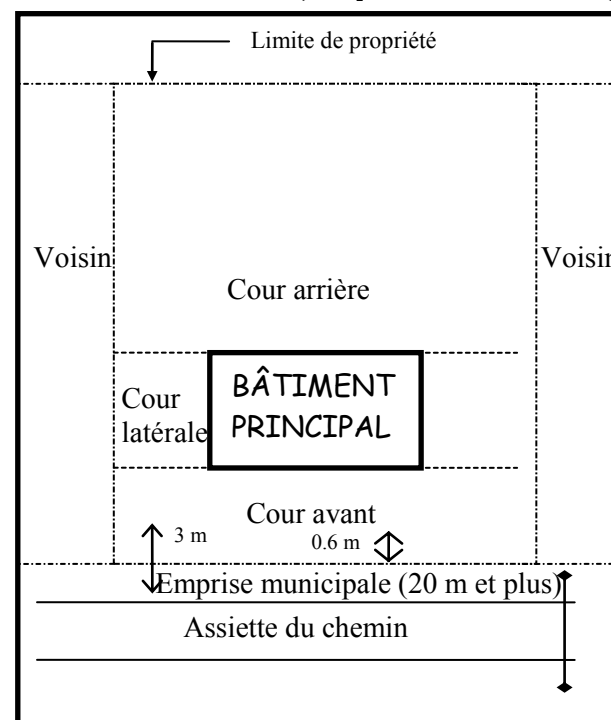 Limite de propriété
Voisin
Voisin
Cour arrière
BÂTIMENT
PRINCIPAL
Cour
latérale
Cour avant
3 m
0.6 m
Emprise municipale (20 m et plus)
Assiette du chemin